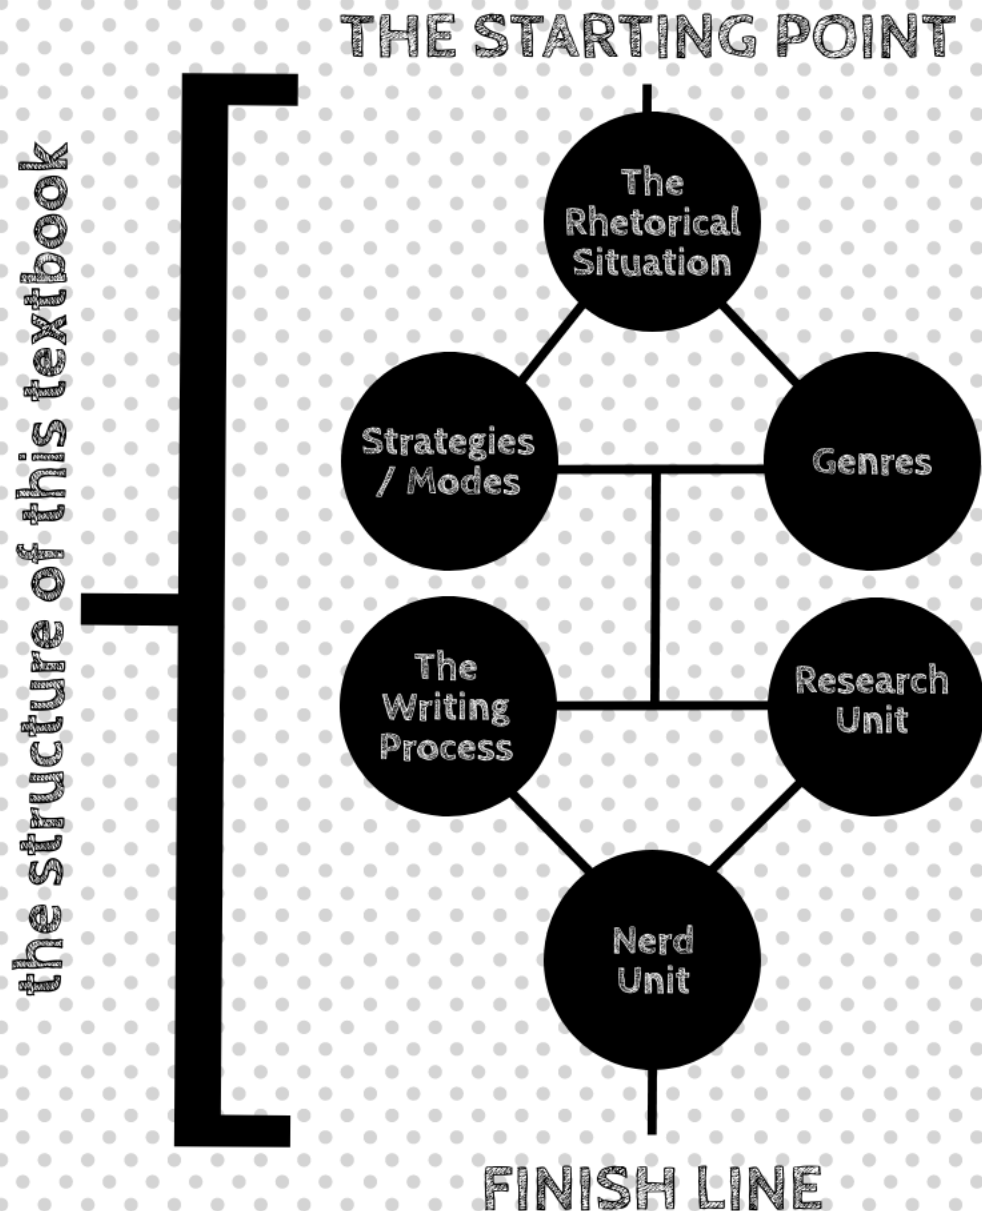 THE STARTING POINT
the structure of this textbook
The
Rhetorical
Situation
Strategies
/ Modes
Genres
The
Writing
Process
Research
Unit
Nerd
Unit
FINISH LINE